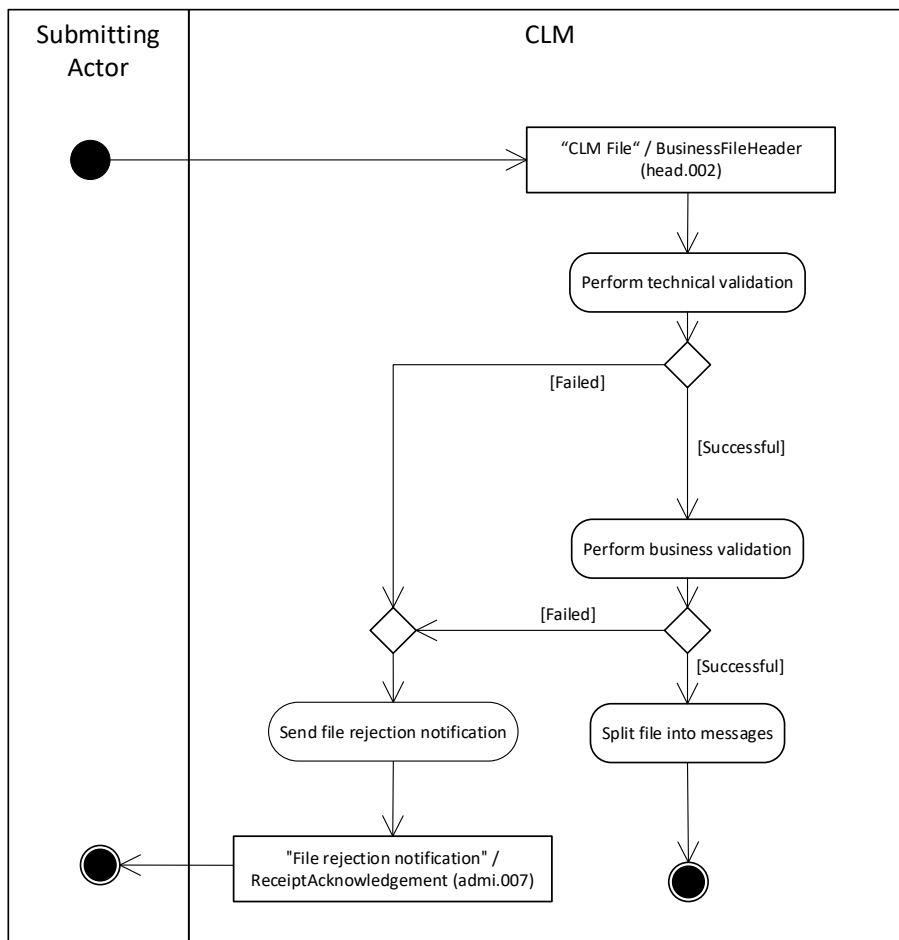 Submitting
Actor
CLM
“CLM File“ / BusinessFileHeader
(head.002)
Perform technical validation
[Failed]
[Successful]
Perform business validation
[Failed]
[Successful]
Send file rejection notification
Split file into messages
"File rejection notification" /
ReceiptAcknowledgement (admi.007)